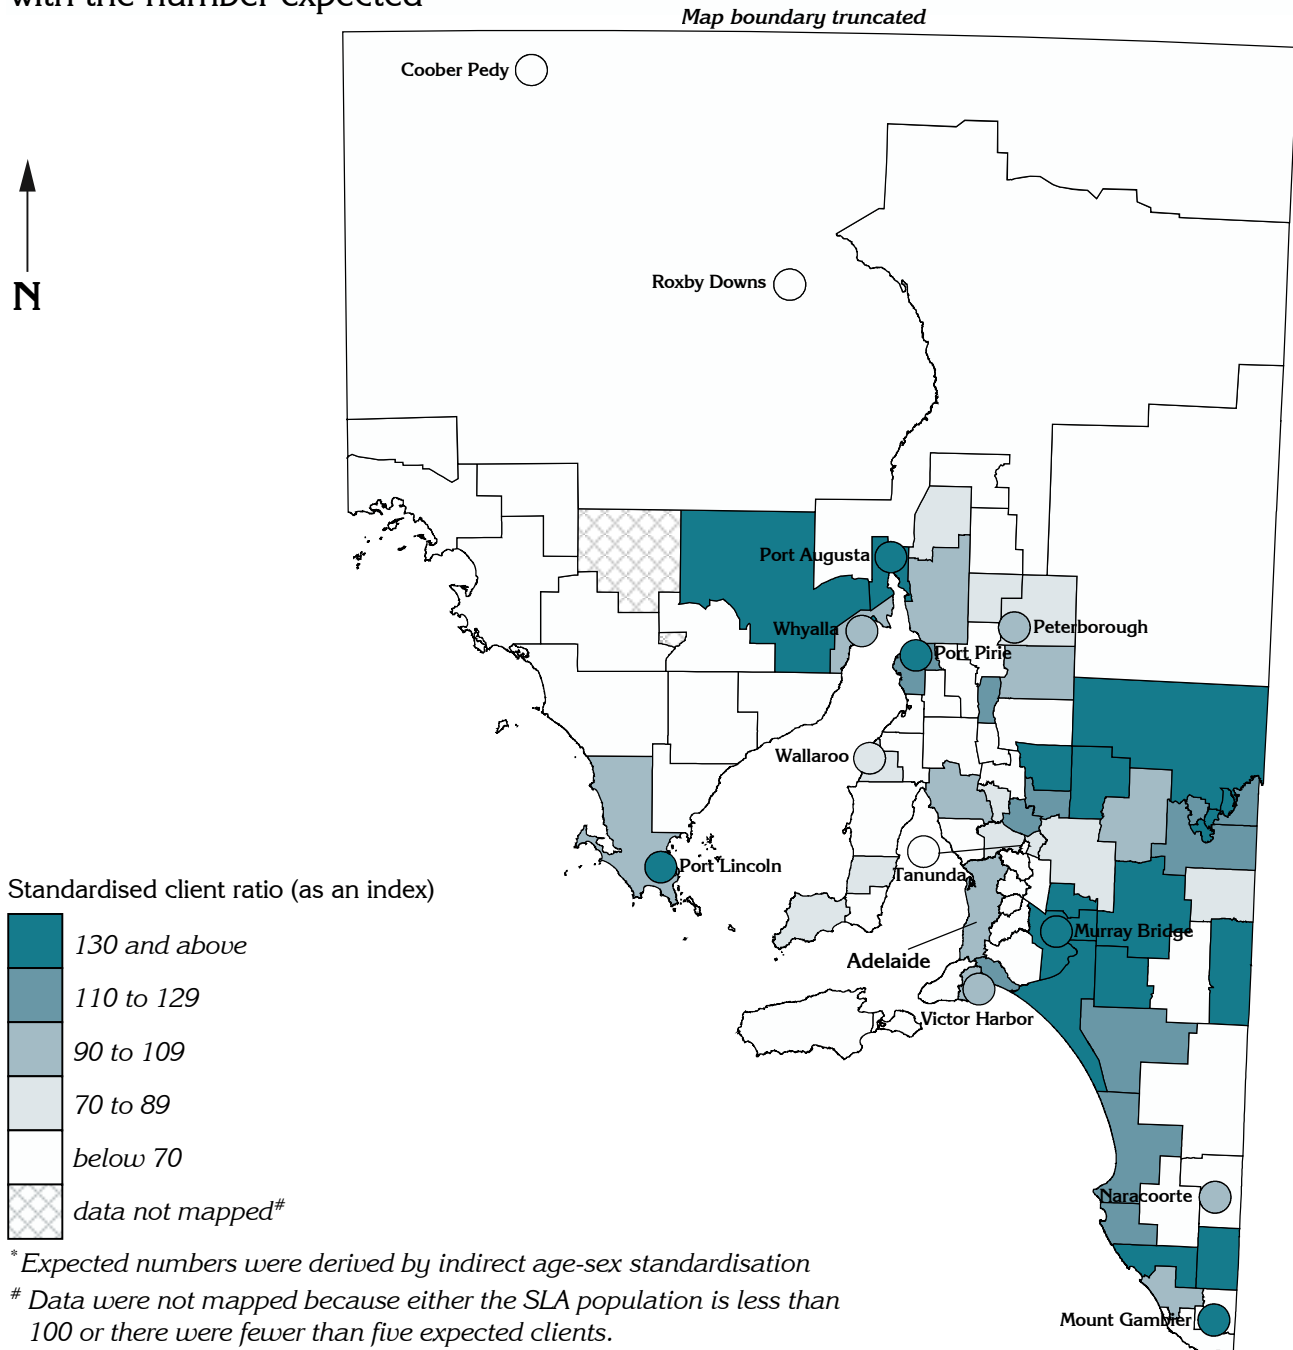 with the number expected
Map boundary truncated
Coober Pedy
N
Roxby Downs
Port Augusta
Whyalla
Peterborough
Port Pirie
Wallaroo
Port Lincoln
Tanunda
Murray Bridge
Adelaide
Victor Harbor
Naracoorte
Mount Gambier
Standardised client ratio (as an index)
130 and above
110 to 129
90 to 109
70 to 89
below 70
data not mapped#
* Expected numbers were derived by indirect age-sex standardisation
# Data were not mapped because either the SLA population is less than
100 or there were fewer than five expected clients.